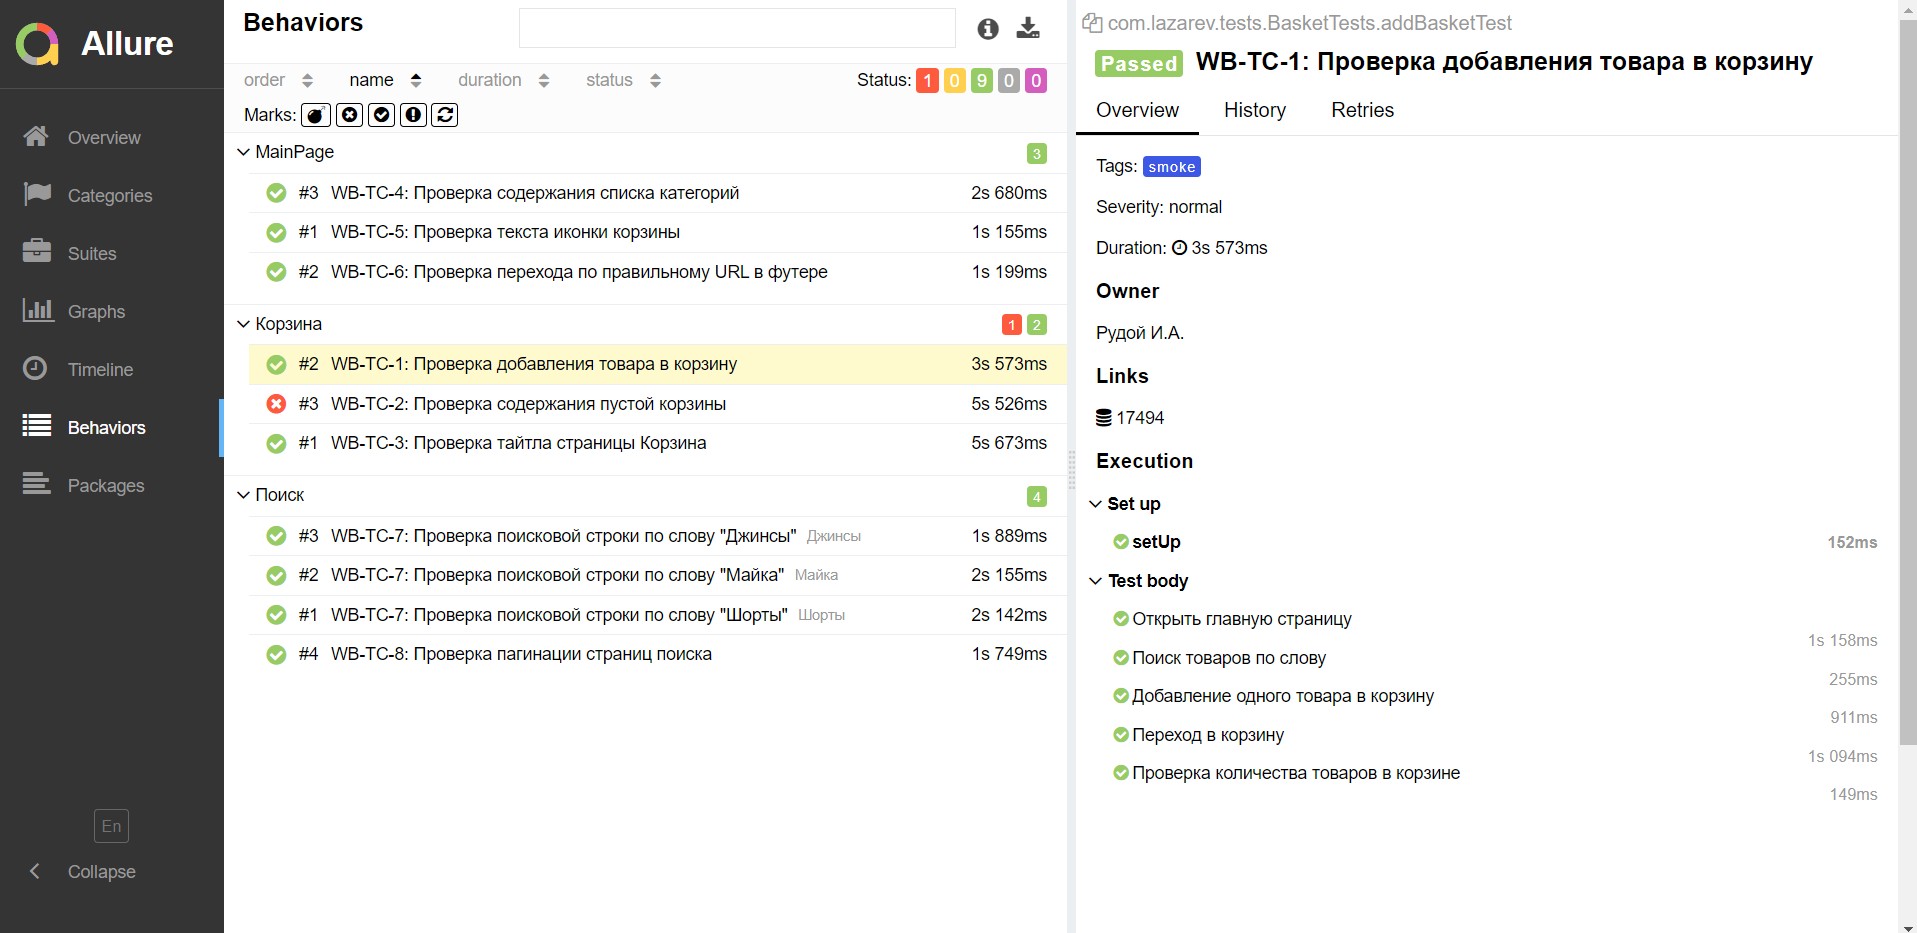 Allure
Overview
Categories
Suites
Graphs
Timeline
Behaviors
Packages
En
Collapse
Behaviors
order name duration status Status: 1 0 9 0 0
Marks:
MainPage 3
#3 WB-TC-4: Проверка содержания списка категорий 2s 680ms
#1 WB-TC-5: Проверка текста иконки корзины 1s 155ms
#2 WB-TC-6: Проверка перехода по правильному URL в футере 1s 199ms
Корзина 1 2
#2 WB-TC-1: Проверка добавления товара в корзину 3s 573ms
#3 WB-TC-2: Проверка содержания пустой корзины 5s 526ms
#1 WB-TC-3: Проверка тайтла страницы Корзина 5s 673ms
Поиск 4
#3 WB-TC-7: Проверка поисковой строки по слову "Джинсы" Джинсы 1s 889ms
#2 WB-TC-7: Проверка поисковой строки по слову "Майка" Майка 2s 155ms
#1 WB-TC-7: Проверка поисковой строки по слову "Шорты" Шорты 2s 142ms
#4 WB-TC-8: Проверка пагинации страниц поиска 1s 749ms
com.lazarev.tests.BasketTests.addBasketTest
Passed WB-TC-1: Проверка добавления товара в корзину
Overview History Retries
Tags: smoke
Severity: normal
Duration: 3s 573ms
Owner
Рудой И.А.
Links
17494
Execution
Set up
setUp 152ms
Test body
Открыть главную страницу
1s 158ms
Поиск товаров по слову
255ms
Добавление одного товара в корзину
911ms
Переход в корзину
1s 094ms
Проверка количества товаров в корзине
149ms